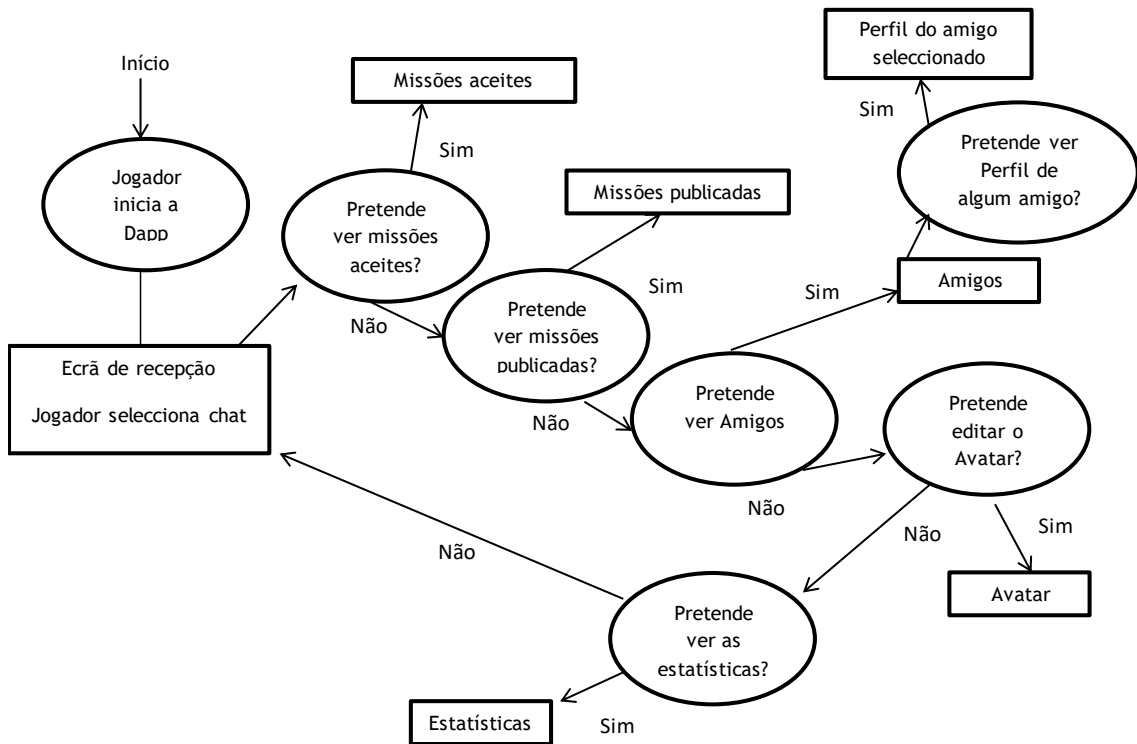 Início
Jogador
inicia a
Dapp
Ecrã de recepção
Jogador selecciona chat
Missões aceites
Sim
Pretende
ver missões
aceites?
Não
Missões publicadas
Sim
Pretende
ver missões
publicadas?
Não
Perfil do amigo
seleccionado
Sim
Pretende ver
Perfil de
algum amigo?
Amigos
Sim
Pretende
ver Amigos
Não
Pretende
editar o
Avatar?
Sim
Avatar
Não
Pretende
ver as
estatísticas?
Não
Sim
Estatísticas